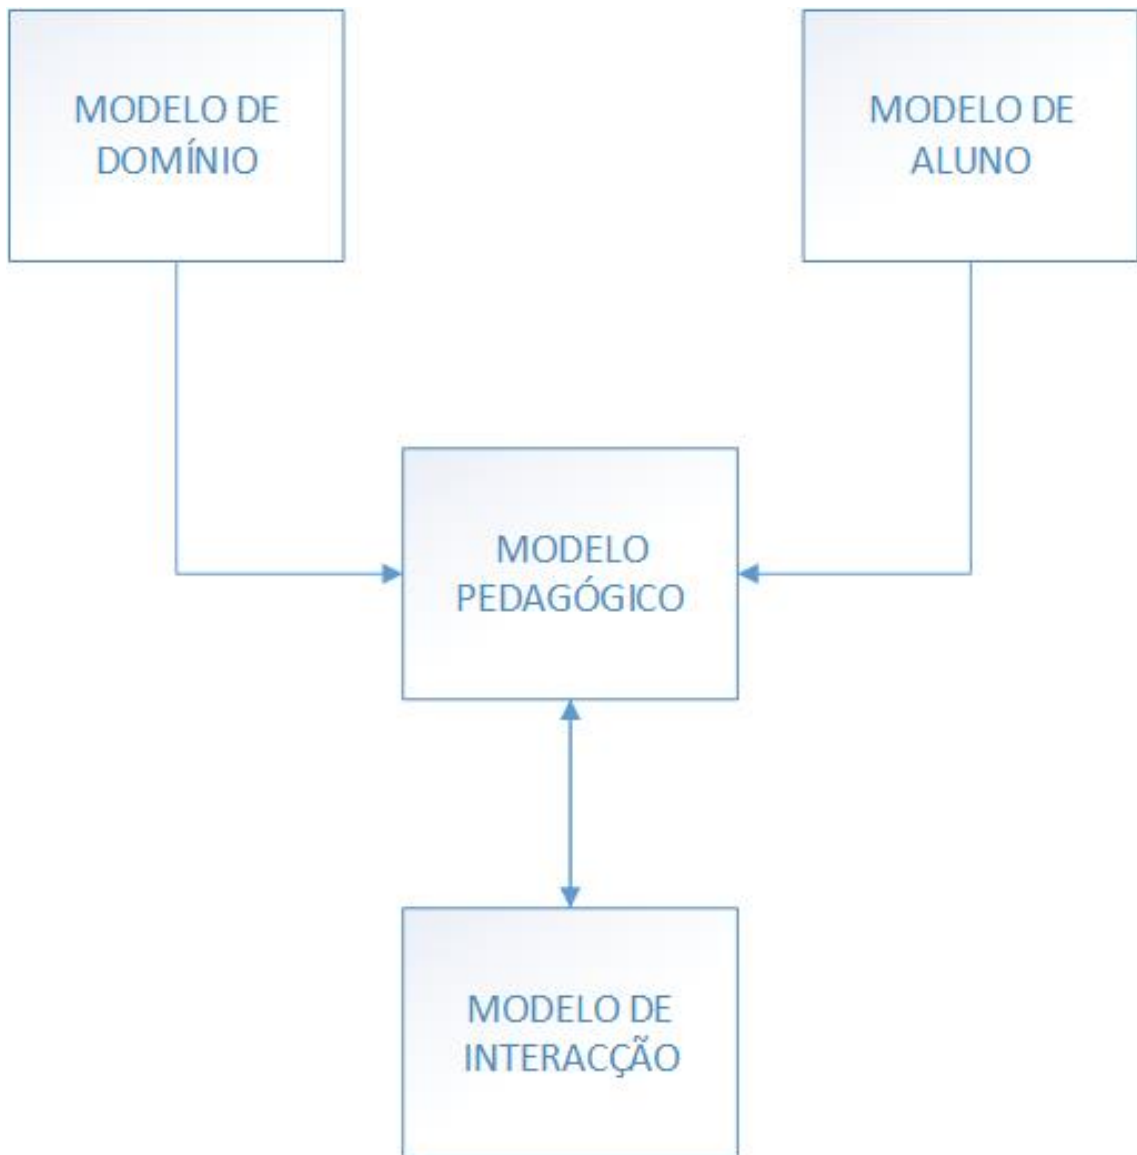 MODELO DE
DOMÍNIO
MODELO DE
ALUNO
MODELO
PEDAGÓGICO
MODELO DE
INTERACÇÃO